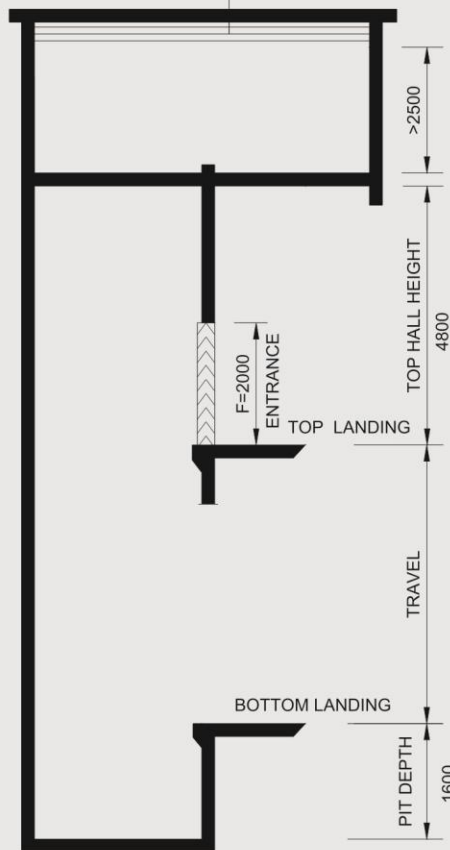 >2500
TOP HALL HEIGHT
4800
F=2000
ENTRANCE
TOP LANDING
TRAVEL
BOTTOM LANDING
PIT DEPTH
1600